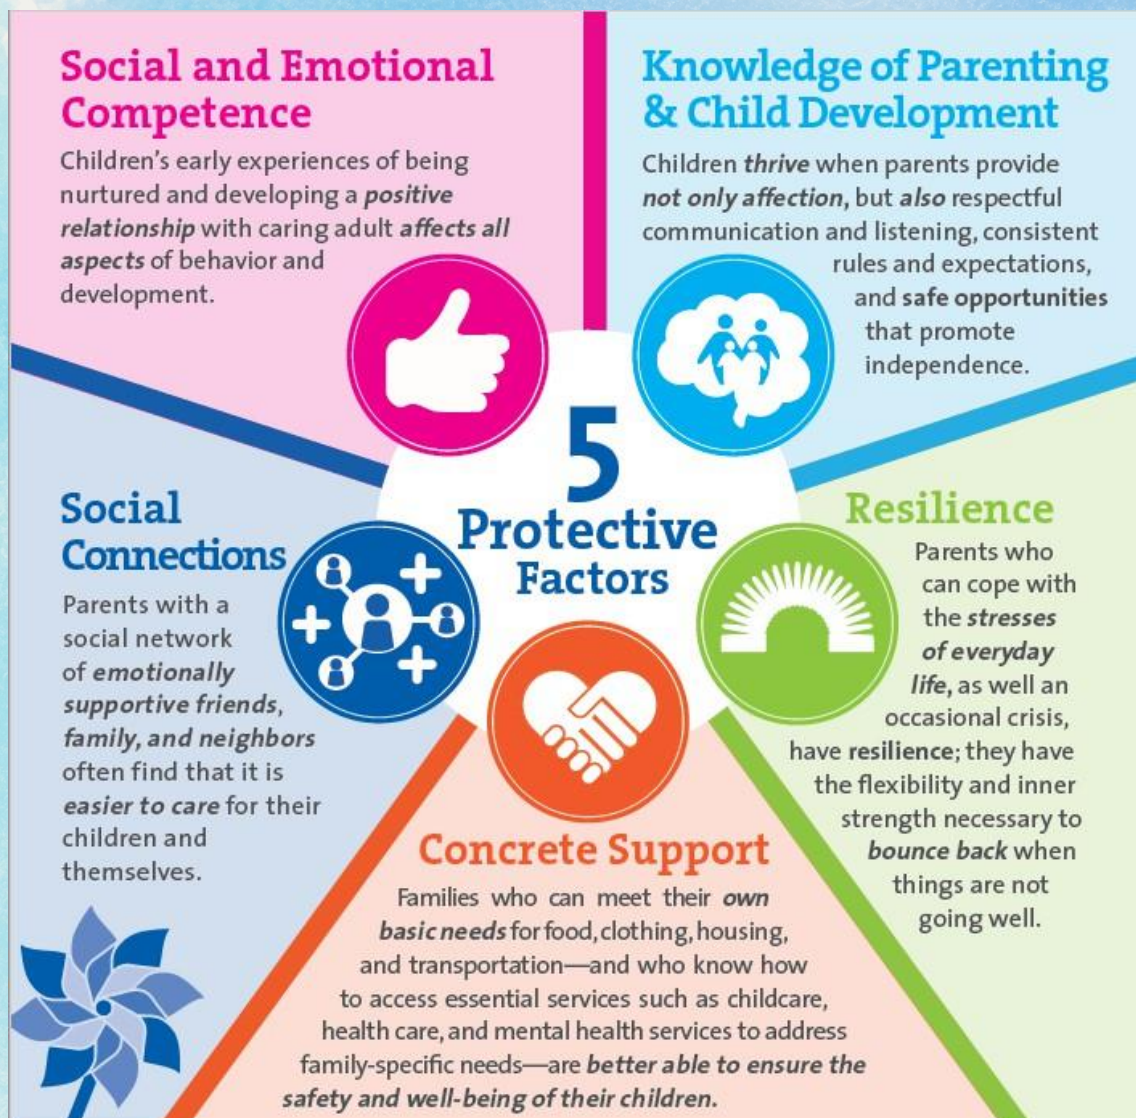 Social and Emotional
Competence
Children's early experiences of being
nurtured and developing a positive
relationship with caring adult affects all
aspects of behavior and
development.
Knowledge of Parenting
& Child Development
Children thrive when parents provide
not only affection, but also respectful
communication and listening, consistent
rules and expectations,
and safe opportunities
that promote
independence.
5
Protective
Factors
Social
Connections
Parents with a
social network
of emotionally
supportive friends,
family, and neighbors
often find that it is
easier to care for their
children and
themselves.
Resilience
Parents who
can cope with
the stresses
of everyday
life, as well an
occasional crisis,
have resilience; they have
the flexibility and inner
strength necessary to
bounce back when
things are not
going well.
Concrete Support
Families who can meet their own
basic needs for food, clothing, housing,
and transportation—and who know how
to access essential services such as childcare,
health care, and mental health services to address
family-specific needs—are better able to ensure the
safety and well-being of their children.